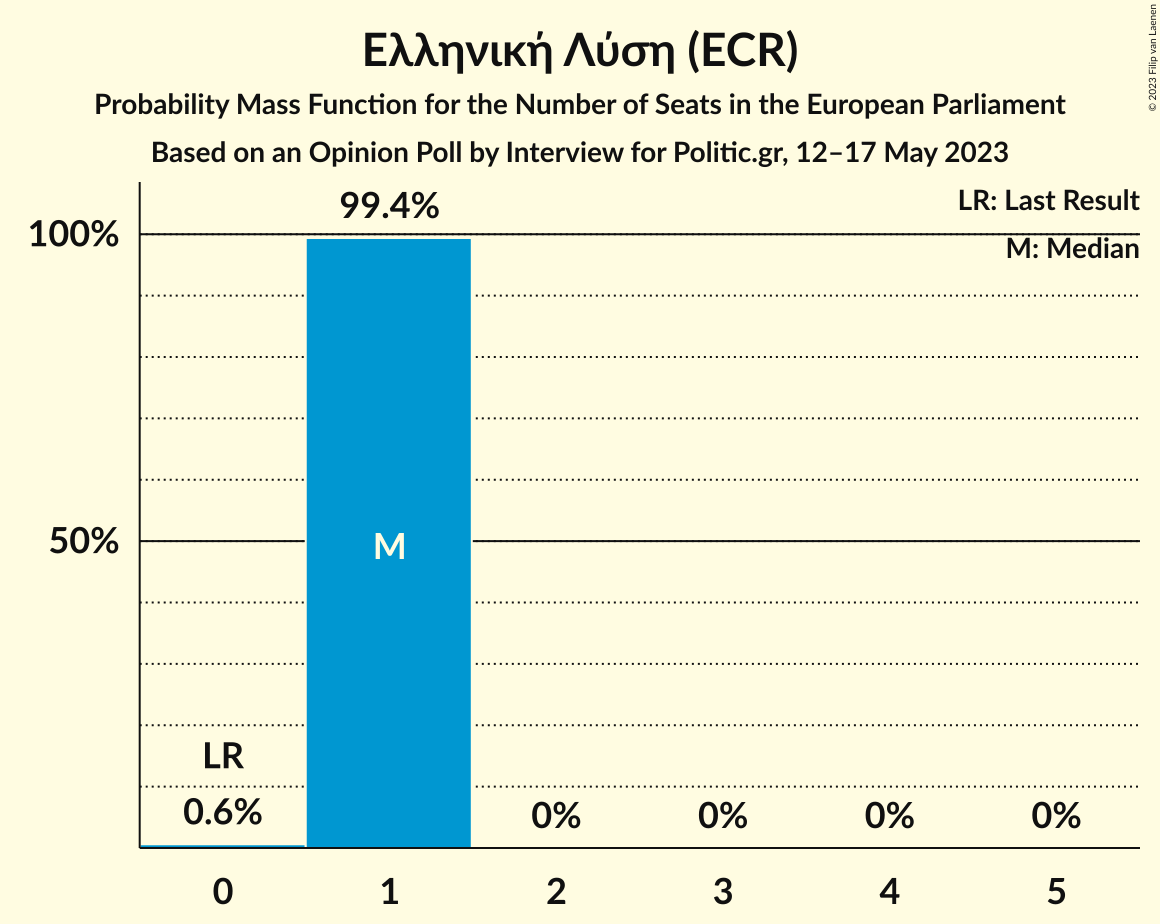 Ελληνική Λύση (ECR)
Probability Mass Function for the Number of Seats in the European Parliament
Based on an Opinion Poll by Interview for Politic.gr, 12–17 May 2023
© 2023 Filip van Laenen
LR: Last Result
M: Median
99.4%
100%
50%
M
LR
0.6%
0%
0%
0%
0%
0
1
2
3
4
5